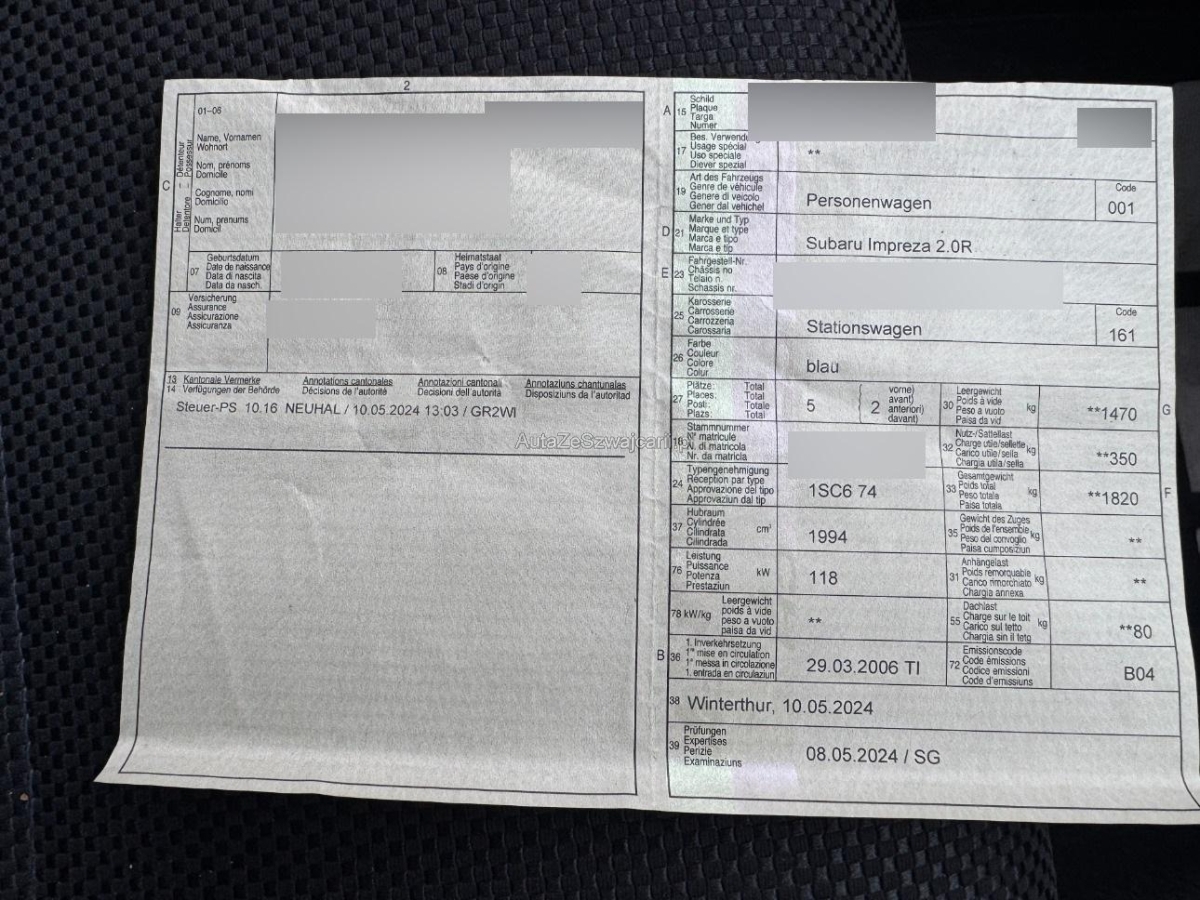 2
01-06
C
Halter Détenteur
Detentore Possessur
Name, Vornamen
Wohnort
Nom, prénoms
Domicile
Cognome, nomi
Domicilio
Num, prenums
Domicil
07
Geburtsdatum
Date de naissance
Data di nascita
Data da nasch.
08
Heimatstaat
Pays d'origine
Paese d'origine
Stadi d'origin
09
Versicherung
Assurance
Assicurazione
Assicuranza
13 Kantonale Vermerke Annotations cantonales Annotazioni cantonali Annotaziuns chantunalas
14 Verfügungen der Behörde Décisions de l'autorité Decisioni dell'autorità Disposiziuns da l'autoritad
Steuer-PS 10.16 NEUHAL / 10.05.2024 13:03 / GR2WI
AutaZeSzwajcarii
A 15
Schild
Plaque
Targa
Numer
17
Usage spécial
Uso speciale
Diever spezial
**
19
Art des Fahrzeugs
Genre de véhicule
Genere di veicolo
Gener dal vehichel
Personenwagen
Code
001
D 21
Marke und Typ
Marque et type
Marca e tipo
Marca e tip
Subaru Impreza 2.0R
E 23
Fahrgestell-Nr.
Châssis no
Telaio n.
Schassis nr.
25
Karosserie
Carrosserie
Carrozzeria
Carossaria
Stationswagen
Code
161
26
Farbe
Couleur
Colore
Colur
blau
27
Plätze: Total
Places: Total
Posti: Totale
Plazs: Total
5
2
vorne)
avant)
anteriori)
davant)
30
Leergewicht
Poids à vide
Peso a vuoto
Paisa da vid
kg
**1470
G
18
Stammnummer
N° matricule
N. di matricola
Nr. da matricla
32
Nutz-/Sattellast
Charge utile/sellette
Carico utile/sella
Chargia utila/sella
kg
**350
24
Typengenehmigung
Réception par type
Approvazione del tipo
Approvaziun dal tip
1SC6 74
33
Gesamtgewicht
Poids total
Peso totale
Paisa totala
kg
**1820
F
37
Hubraum
Cylindrée
Cilindrata
Cilindrada
cm³
1994
35
Gewicht des Zuges
Poids de l'ensemble
Peso del convoglio
Paisa cumposiziun
kg
**
76
Leistung
Puissance
Potenza
Prestaziun
kW
118
31
Anhängelast
Poids remorquable
Carico rimorchiato
Chargia annexa
kg
**
78 kW/kg
Leergewicht
poids à vide
peso a vuoto
paisa da vid
**
55
Dachlast
Charge sur le toit
Carico sul tetto
Chargia sin il tetg
kg
**80
B 36
1. Inverkehrsetzung
1re mise en circulation
1a messa in circolazione
1. entrada en circulaziun
29.03.2006 TI
72
Emissionscode
Code émissions
Codice emissioni
Code d'emissiuns
B04
38
Winterthur, 10.05.2024
39
Prüfungen
Expertises
Perizie
Examinaziuns
08.05.2024 / SG